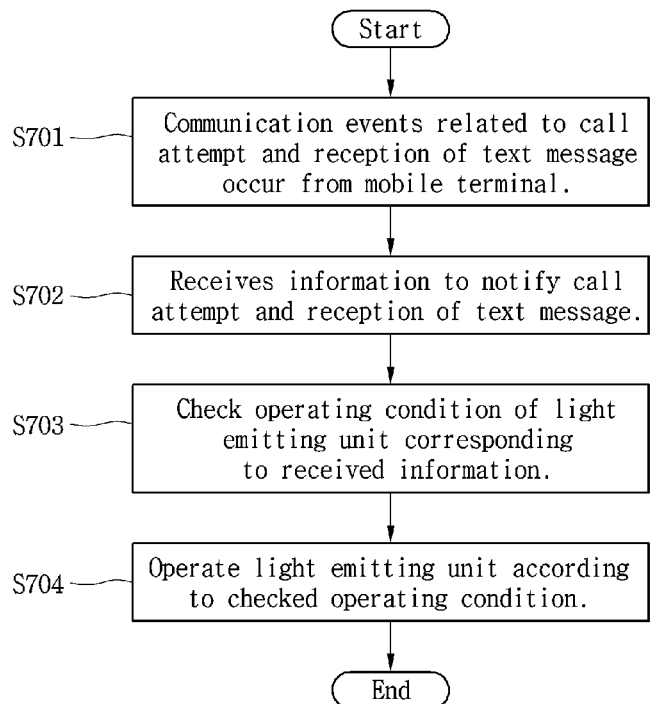 Start
S701
Communication events related to call
attempt and reception of text message
occur from mobile terminal.
S702
Receives information to notify call
attempt and reception of text message.
S703
Check operating condition of light
emitting unit corresponding
to received information.
S704
Operate light emitting unit according
to checked operating condition.
End